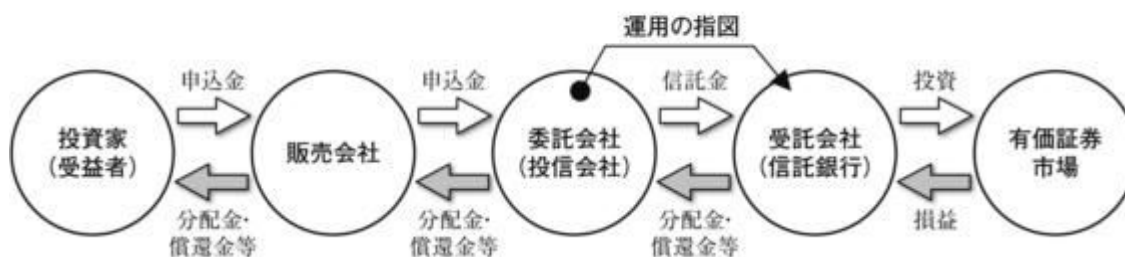 運用の指図
申込金
申込金
信託金
投資
投資家
(受益者)
販売会社
委託会社
(投信会社)
受託会社
(信託銀行)
有価証券
市場
分配金・
償還金等
分配金・
償還金等
分配金・
償還金等
損益